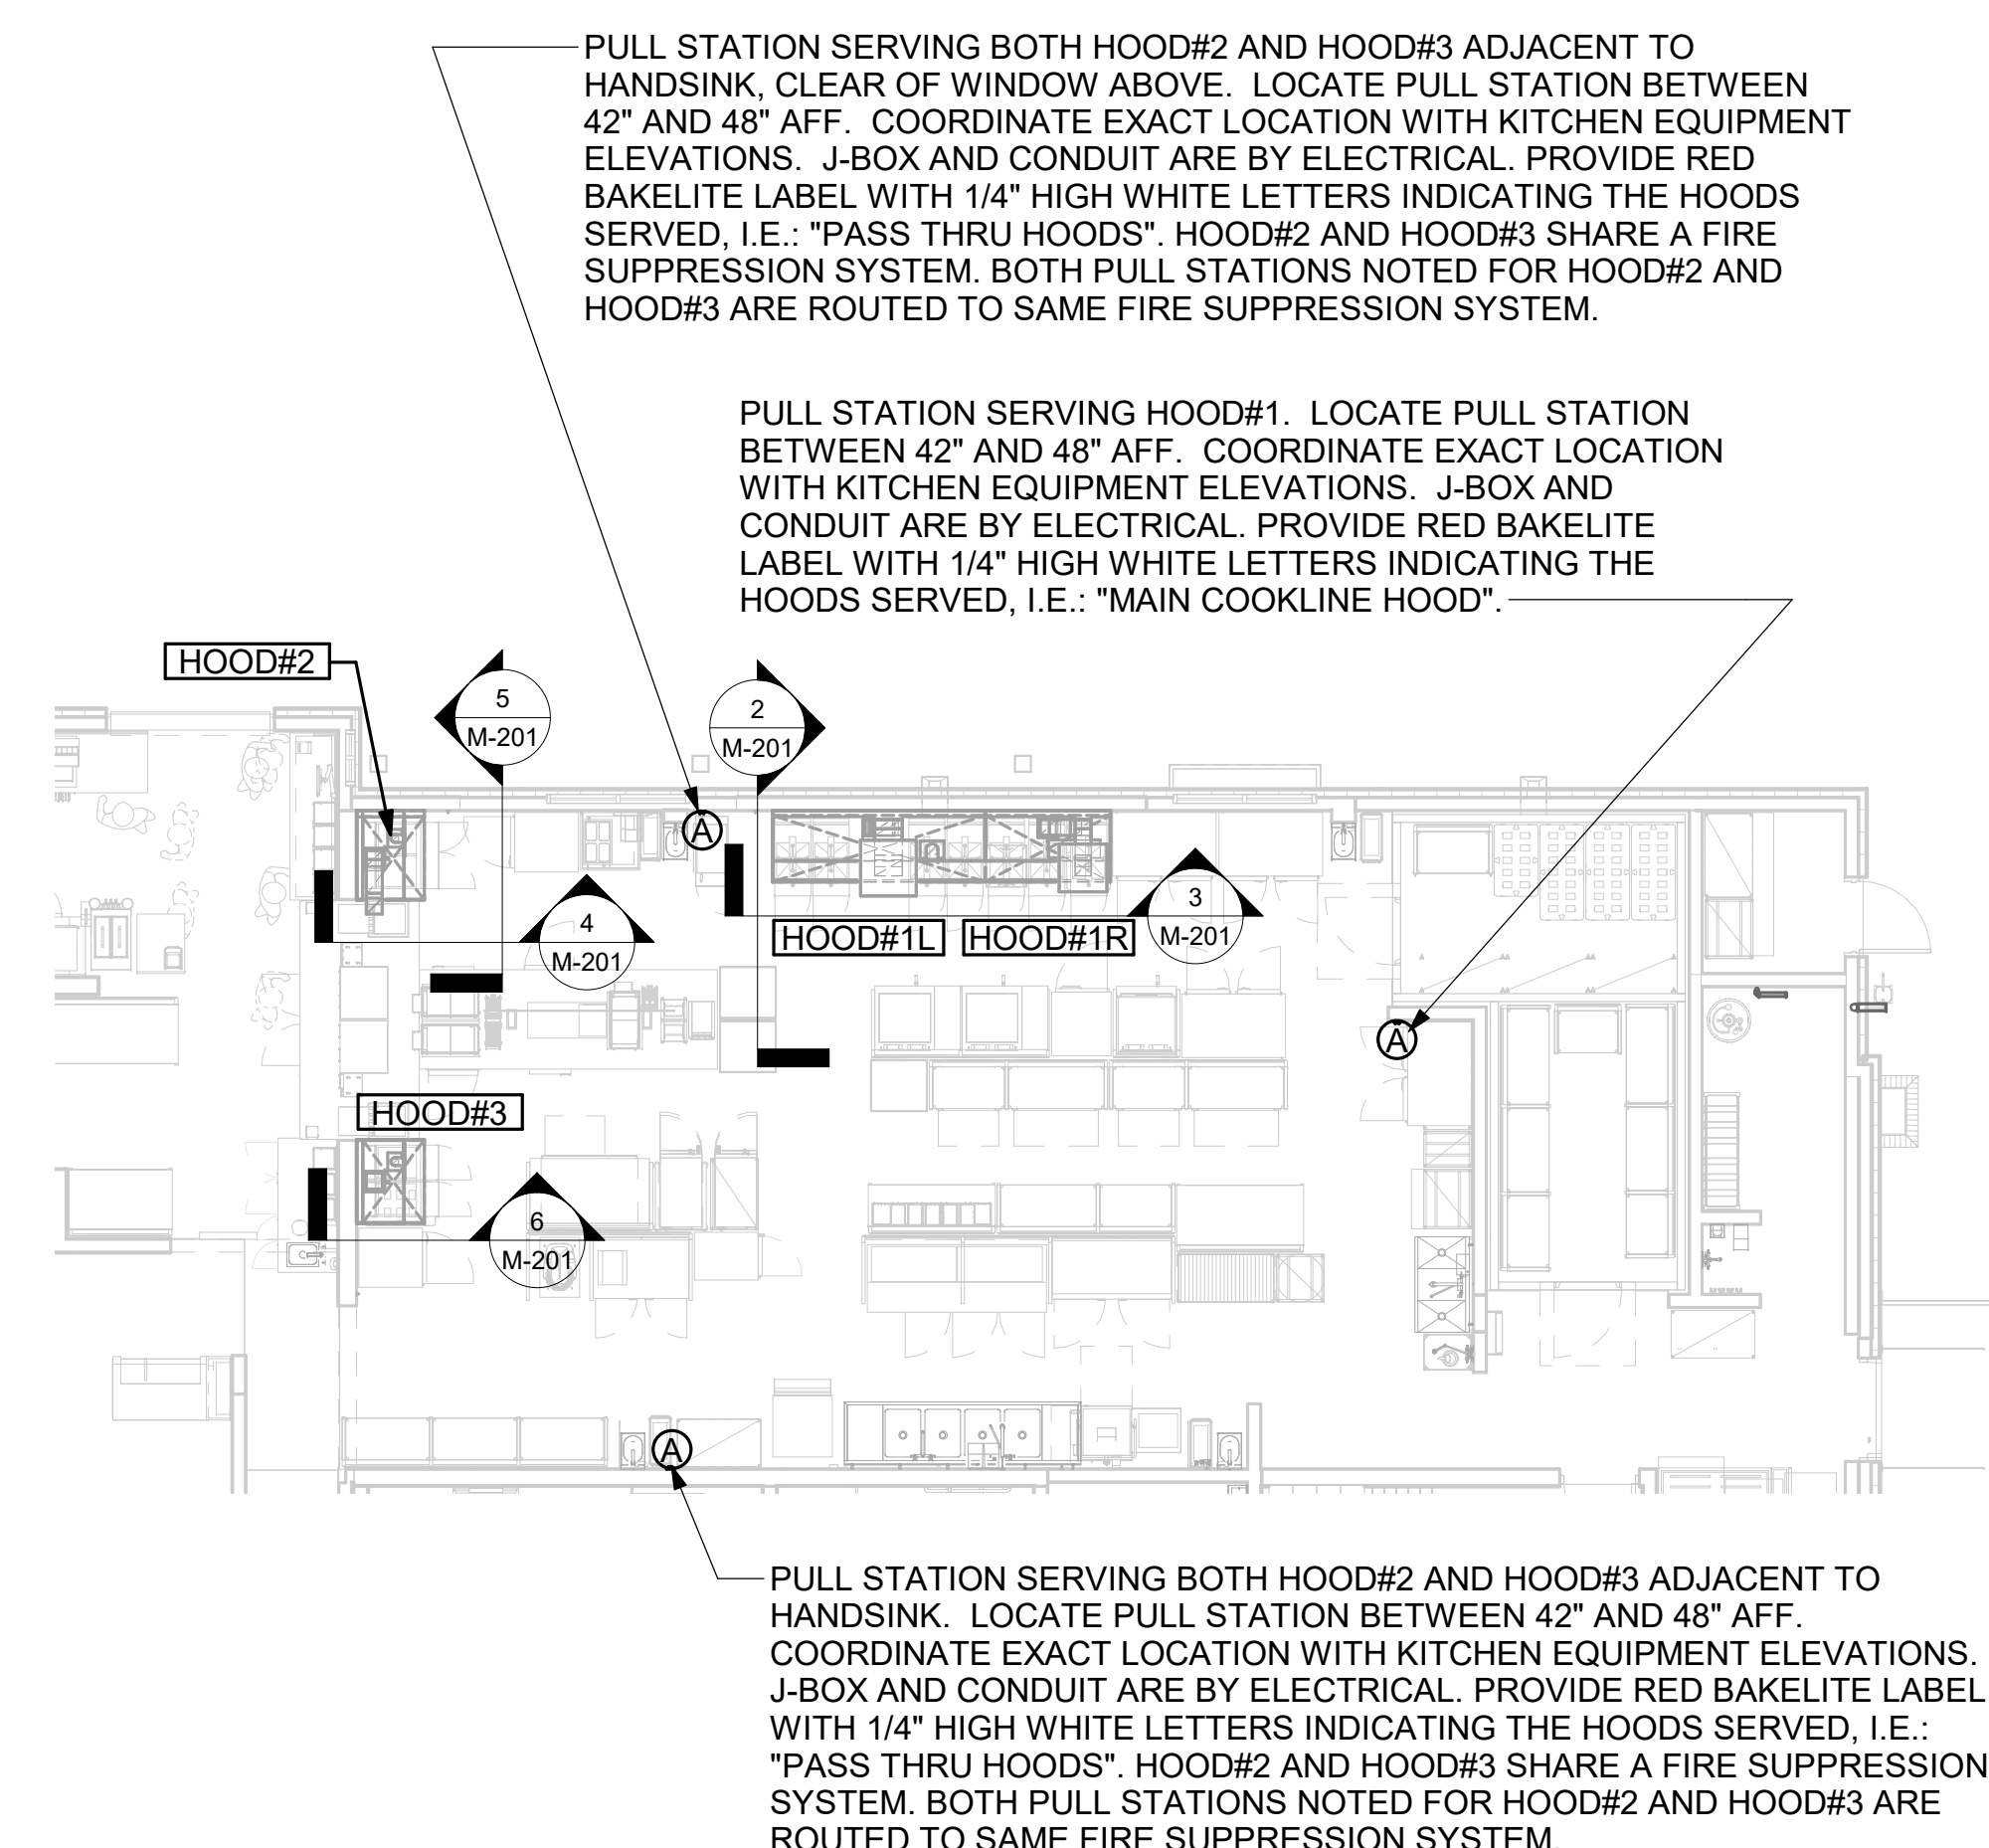 PULL STATION SERVING BOTH HOOD#2 AND HOOD#3 ADJACENT TO
HANDSINK, CLEAR OF WINDOW ABOVE.  LOCATE PULL STATION BETWEEN
42" AND 48" AFF.  COORDINATE EXACT LOCATION WITH KITCHEN EQUIPMENT
ELEVATIONS.  J-BOX AND CONDUIT ARE BY ELECTRICAL. PROVIDE RED
BAKELITE LABEL WITH 1/4" HIGH WHITE LETTERS INDICATING THE HOODS
SERVED, I.E.: "PASS THRU HOODS". HOOD#2 AND HOOD#3 SHARE A FIRE
SUPPRESSION SYSTEM. BOTH PULL STATIONS NOTED FOR HOOD#2 AND
HOOD#3 ARE ROUTED TO SAME FIRE SUPPRESSION SYSTEM.
PULL STATION SERVING HOOD#1.  LOCATE PULL STATION
BETWEEN 42" AND 48" AFF.  COORDINATE EXACT LOCATION
WITH KITCHEN EQUIPMENT ELEVATIONS.  J-BOX AND
CONDUIT ARE BY ELECTRICAL. PROVIDE RED BAKELITE
LABEL WITH 1/4" HIGH WHITE LETTERS INDICATING THE
HOODS SERVED, I.E.: "MAIN COOKLINE HOOD".
HOOD#2
5
M-201
2
M-201
A
3
M-201
4
M-201
HOOD#1L
HOOD#1R
A
HOOD#3
6
M-201
A
PULL STATION SERVING BOTH HOOD#2 AND HOOD#3 ADJACENT TO
HANDSINK.  LOCATE PULL STATION BETWEEN 42" AND 48" AFF.
COORDINATE EXACT LOCATION WITH KITCHEN EQUIPMENT ELEVATIONS.
J-BOX AND CONDUIT ARE BY ELECTRICAL. PROVIDE RED BAKELITE LABEL
WITH 1/4" HIGH WHITE LETTERS INDICATING THE HOODS SERVED, I.E.:
"PASS THRU HOODS". HOOD#2 AND HOOD#3 SHARE A FIRE SUPPRESSION
SYSTEM. BOTH PULL STATIONS NOTED FOR HOOD#2 AND HOOD#3 ARE
ROUTED TO SAME FIRE SUPPRESSION SYSTEM.